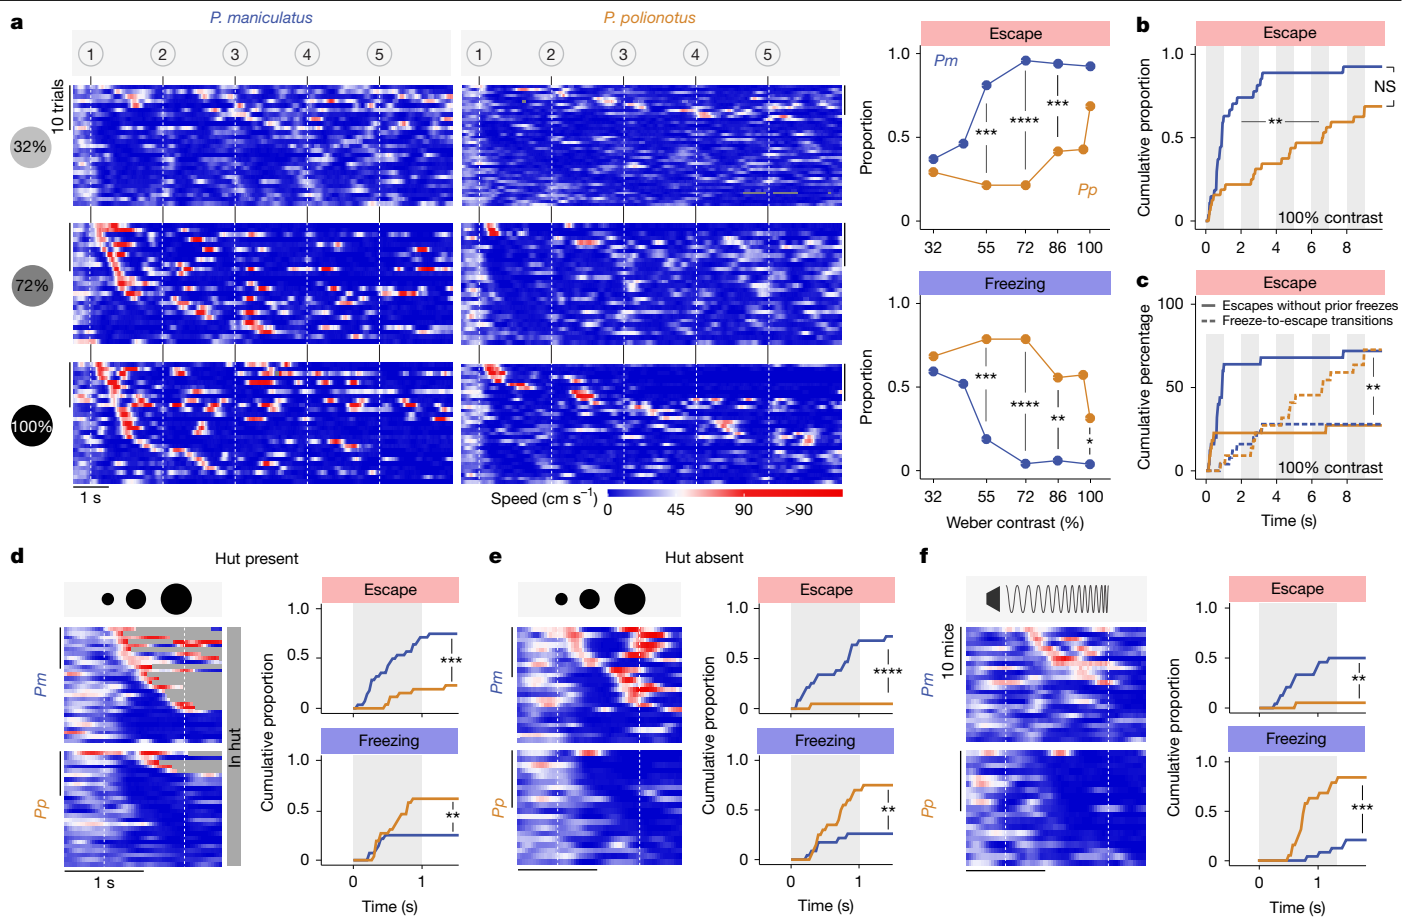 a
P. maniculatus
P. polionotus
1 2 3 4 5
1 2 3 4 5
10 trials
32%
72%
100%
1 s
Speed (cm s−1)
0 45 90 >90
Escape
Proportion
1.0
0.5
0
Pm
Pp
***
****
***
32 55 72 86 100
Freezing
Proportion
1.0
0.5
0
***
****
**
*
32 55 72 86 100
Weber contrast (%)
b
Escape
Cumulative proportion
1.0
0.5
0
**
NS
100% contrast
0 2 4 6 8
c
Escape
Cumulative percentage
100
50
0
Escapes without prior freezes
Freeze-to-escape transitions
**
100% contrast
0 2 4 6 8
Time (s)
d
Hut present
Pm
Pp
In hut
1 s
Cumulative proportion
Escape
1.0
0.5
0
***
Freezing
1.0
0.5
0
**
0 1
Time (s)
e
Hut absent
Pm
Pp
Cumulative proportion
Escape
1.0
0.5
0
****
Freezing
1.0
0.5
0
**
0 1
Time (s)
f
10 mice
Pm
Pp
Cumulative proportion
Escape
1.0
0.5
0
**
Freezing
1.0
0.5
0
***
0 1
Time (s)